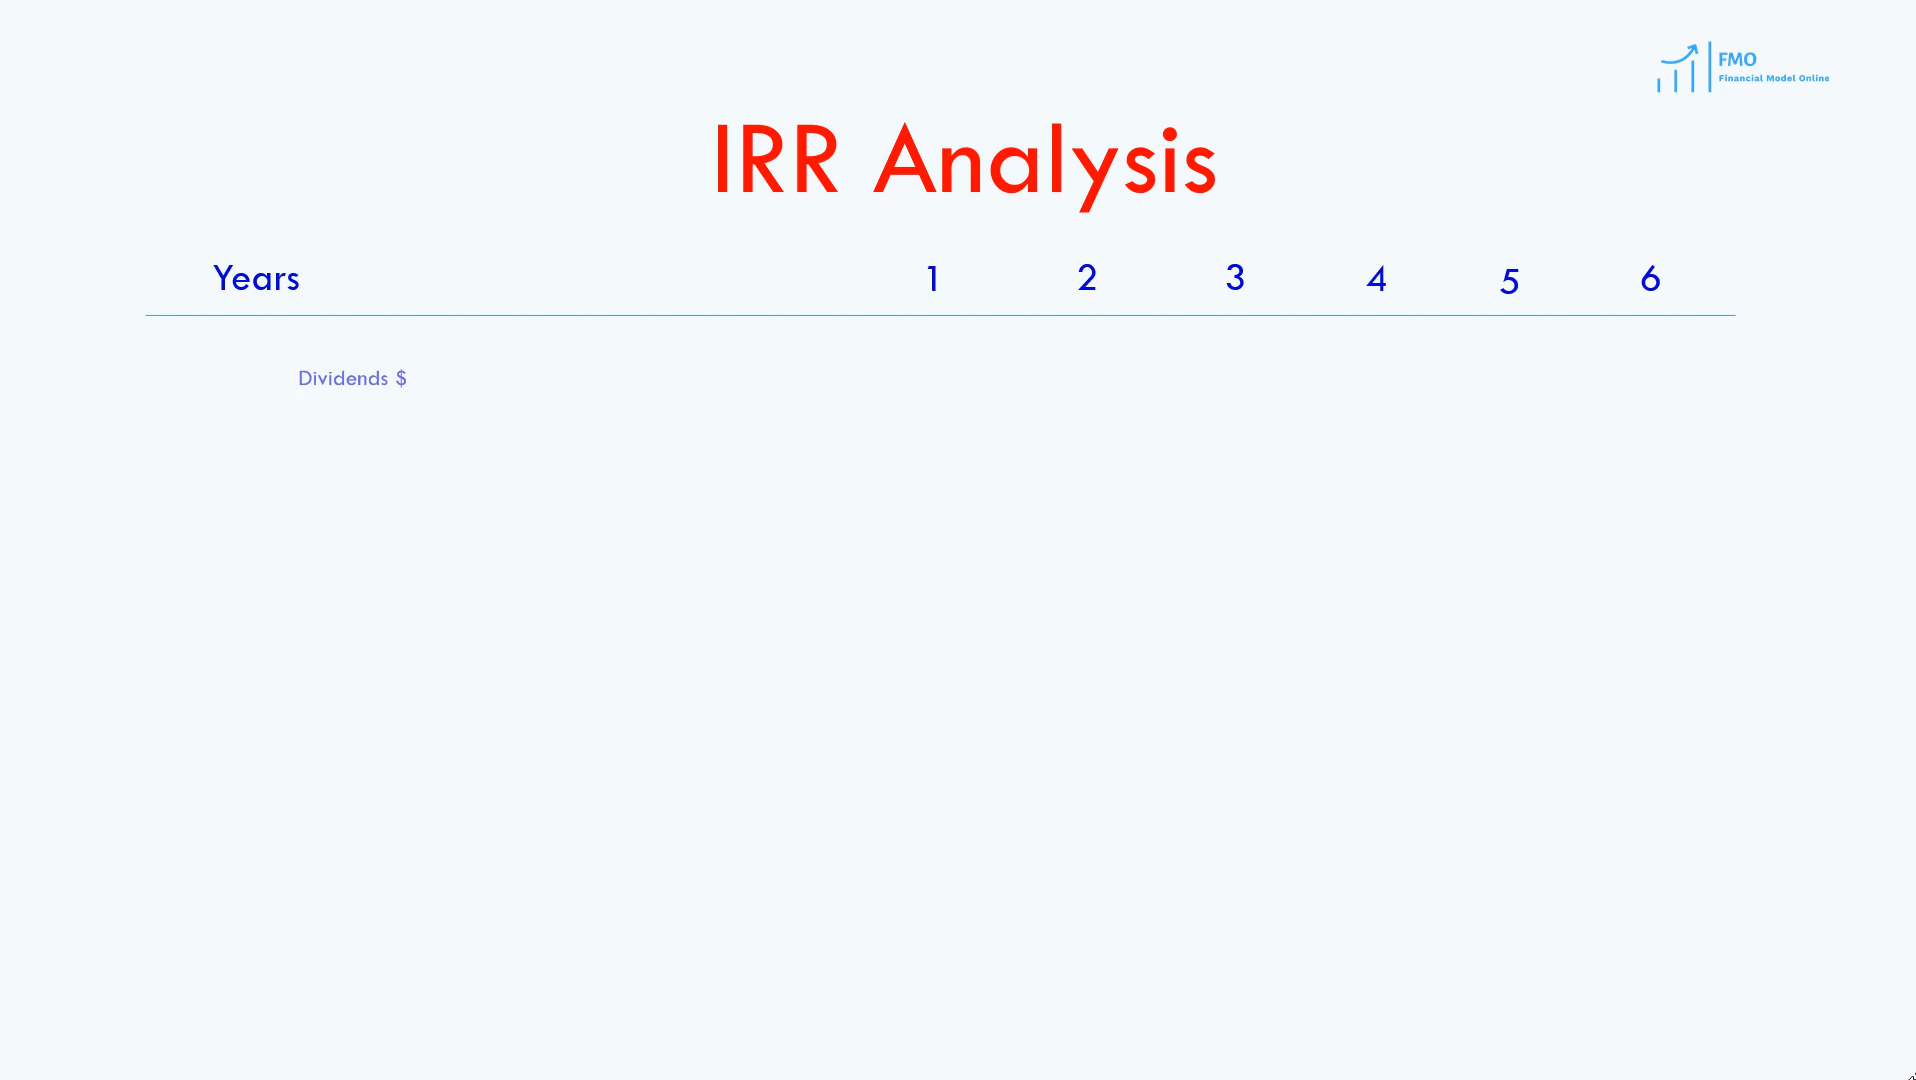 FMO
Financial Model Online
IRR Analysis
Years 1 2 3 4 5 6
Dividends $